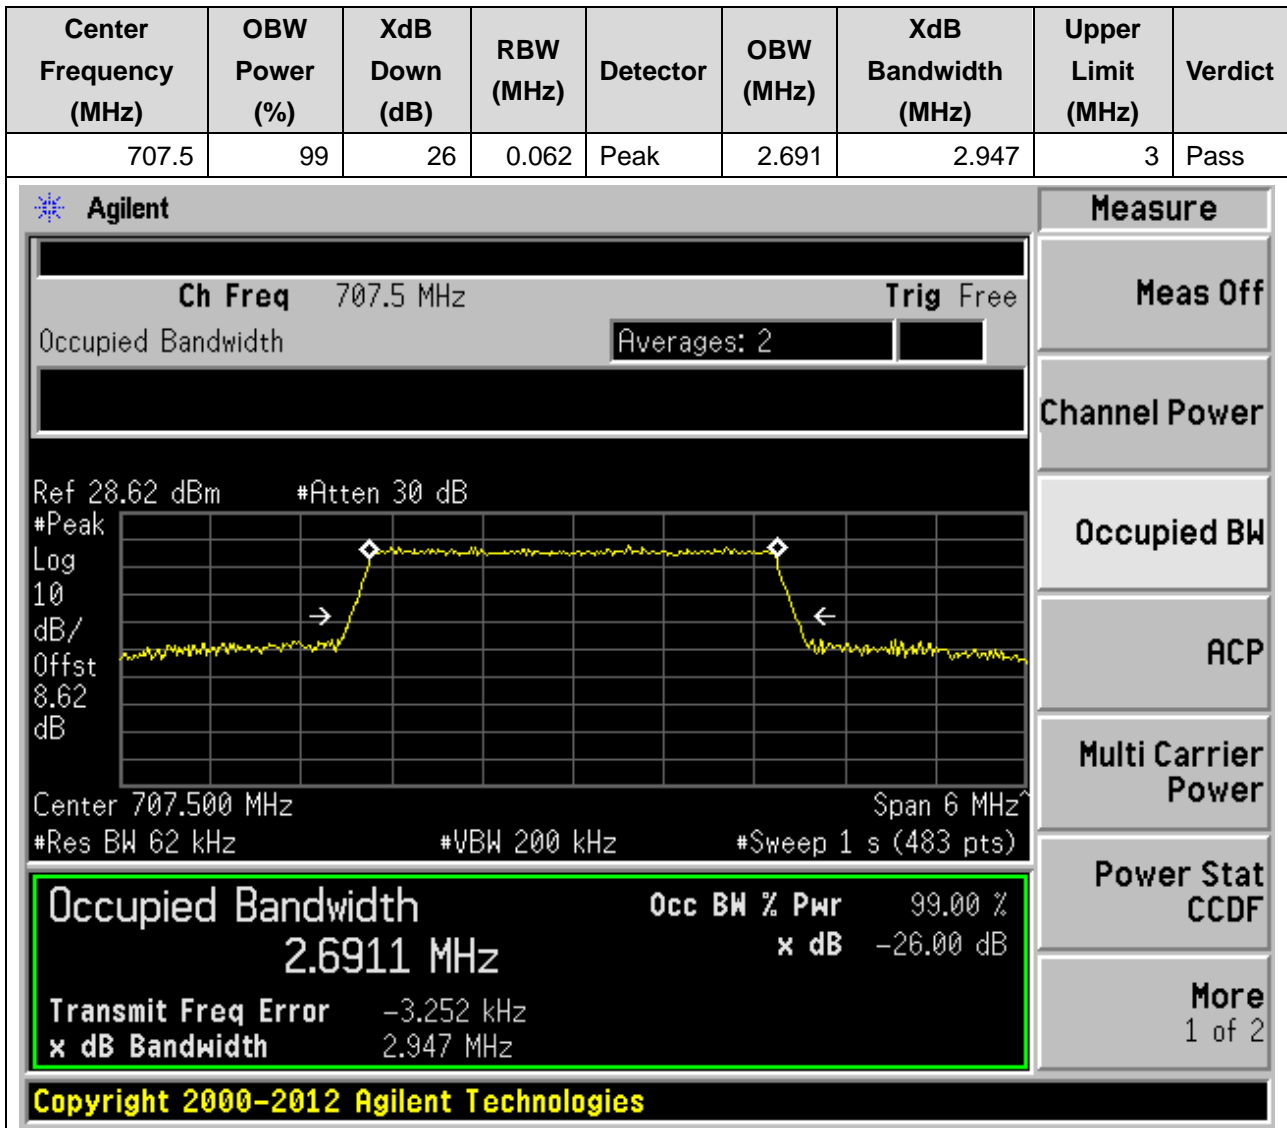 Center Frequency (MHz) OBW Power (%) XdB Down (dB) RBW (MHz) Detector OBW (MHz) XdB Bandwidth (MHz) Upper Limit (MHz) Verdict
707.5 99 26 0.062 Peak 2.691 2.947 3 Pass
Agilent
Measure
Ch Freq 707.5 MHz Trig Free
Meas Off
Occupied Bandwidth Averages: 2
Channel Power
Ref 28.62 dBm #Atten 30 dB
#Peak
Log
10
dB/
Offst
8.62
dB
Occupied BW
ACP
Multi Carrier
Power
Center 707.500 MHz Span 6 MHz^
#Res BW 62 kHz #VBW 200 kHz #Sweep 1 s (483 pts)
Power Stat
CCDF
Occupied Bandwidth Occ BW % Pwr 99.00 %
2.6911 MHz x dB -26.00 dB
More
1 of 2
Transmit Freq Error -3.252 kHz
x dB Bandwidth 2.947 MHz
Copyright 2000-2012 Agilent Technologies